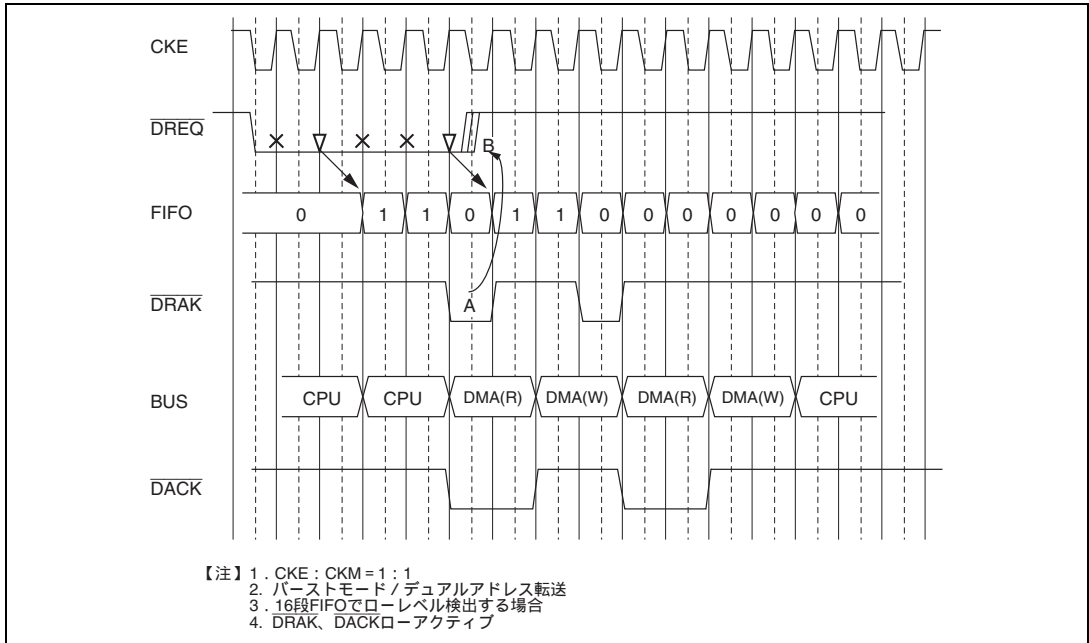 CKE
DREQ
B
FIFO 0 1 1 0 1 1 0 0 0 0 0 0 0
DRAK
A
BUS CPU CPU DMA(R) DMA(W) DMA(R) DMA(W) CPU
DACK
【注】1．CKE：CKM = 1：1
2. バーストモード / デュアルアドレス転送
3．16段FIFOでローレベル検出する場合
4. DRAK、DACKローアクティブ